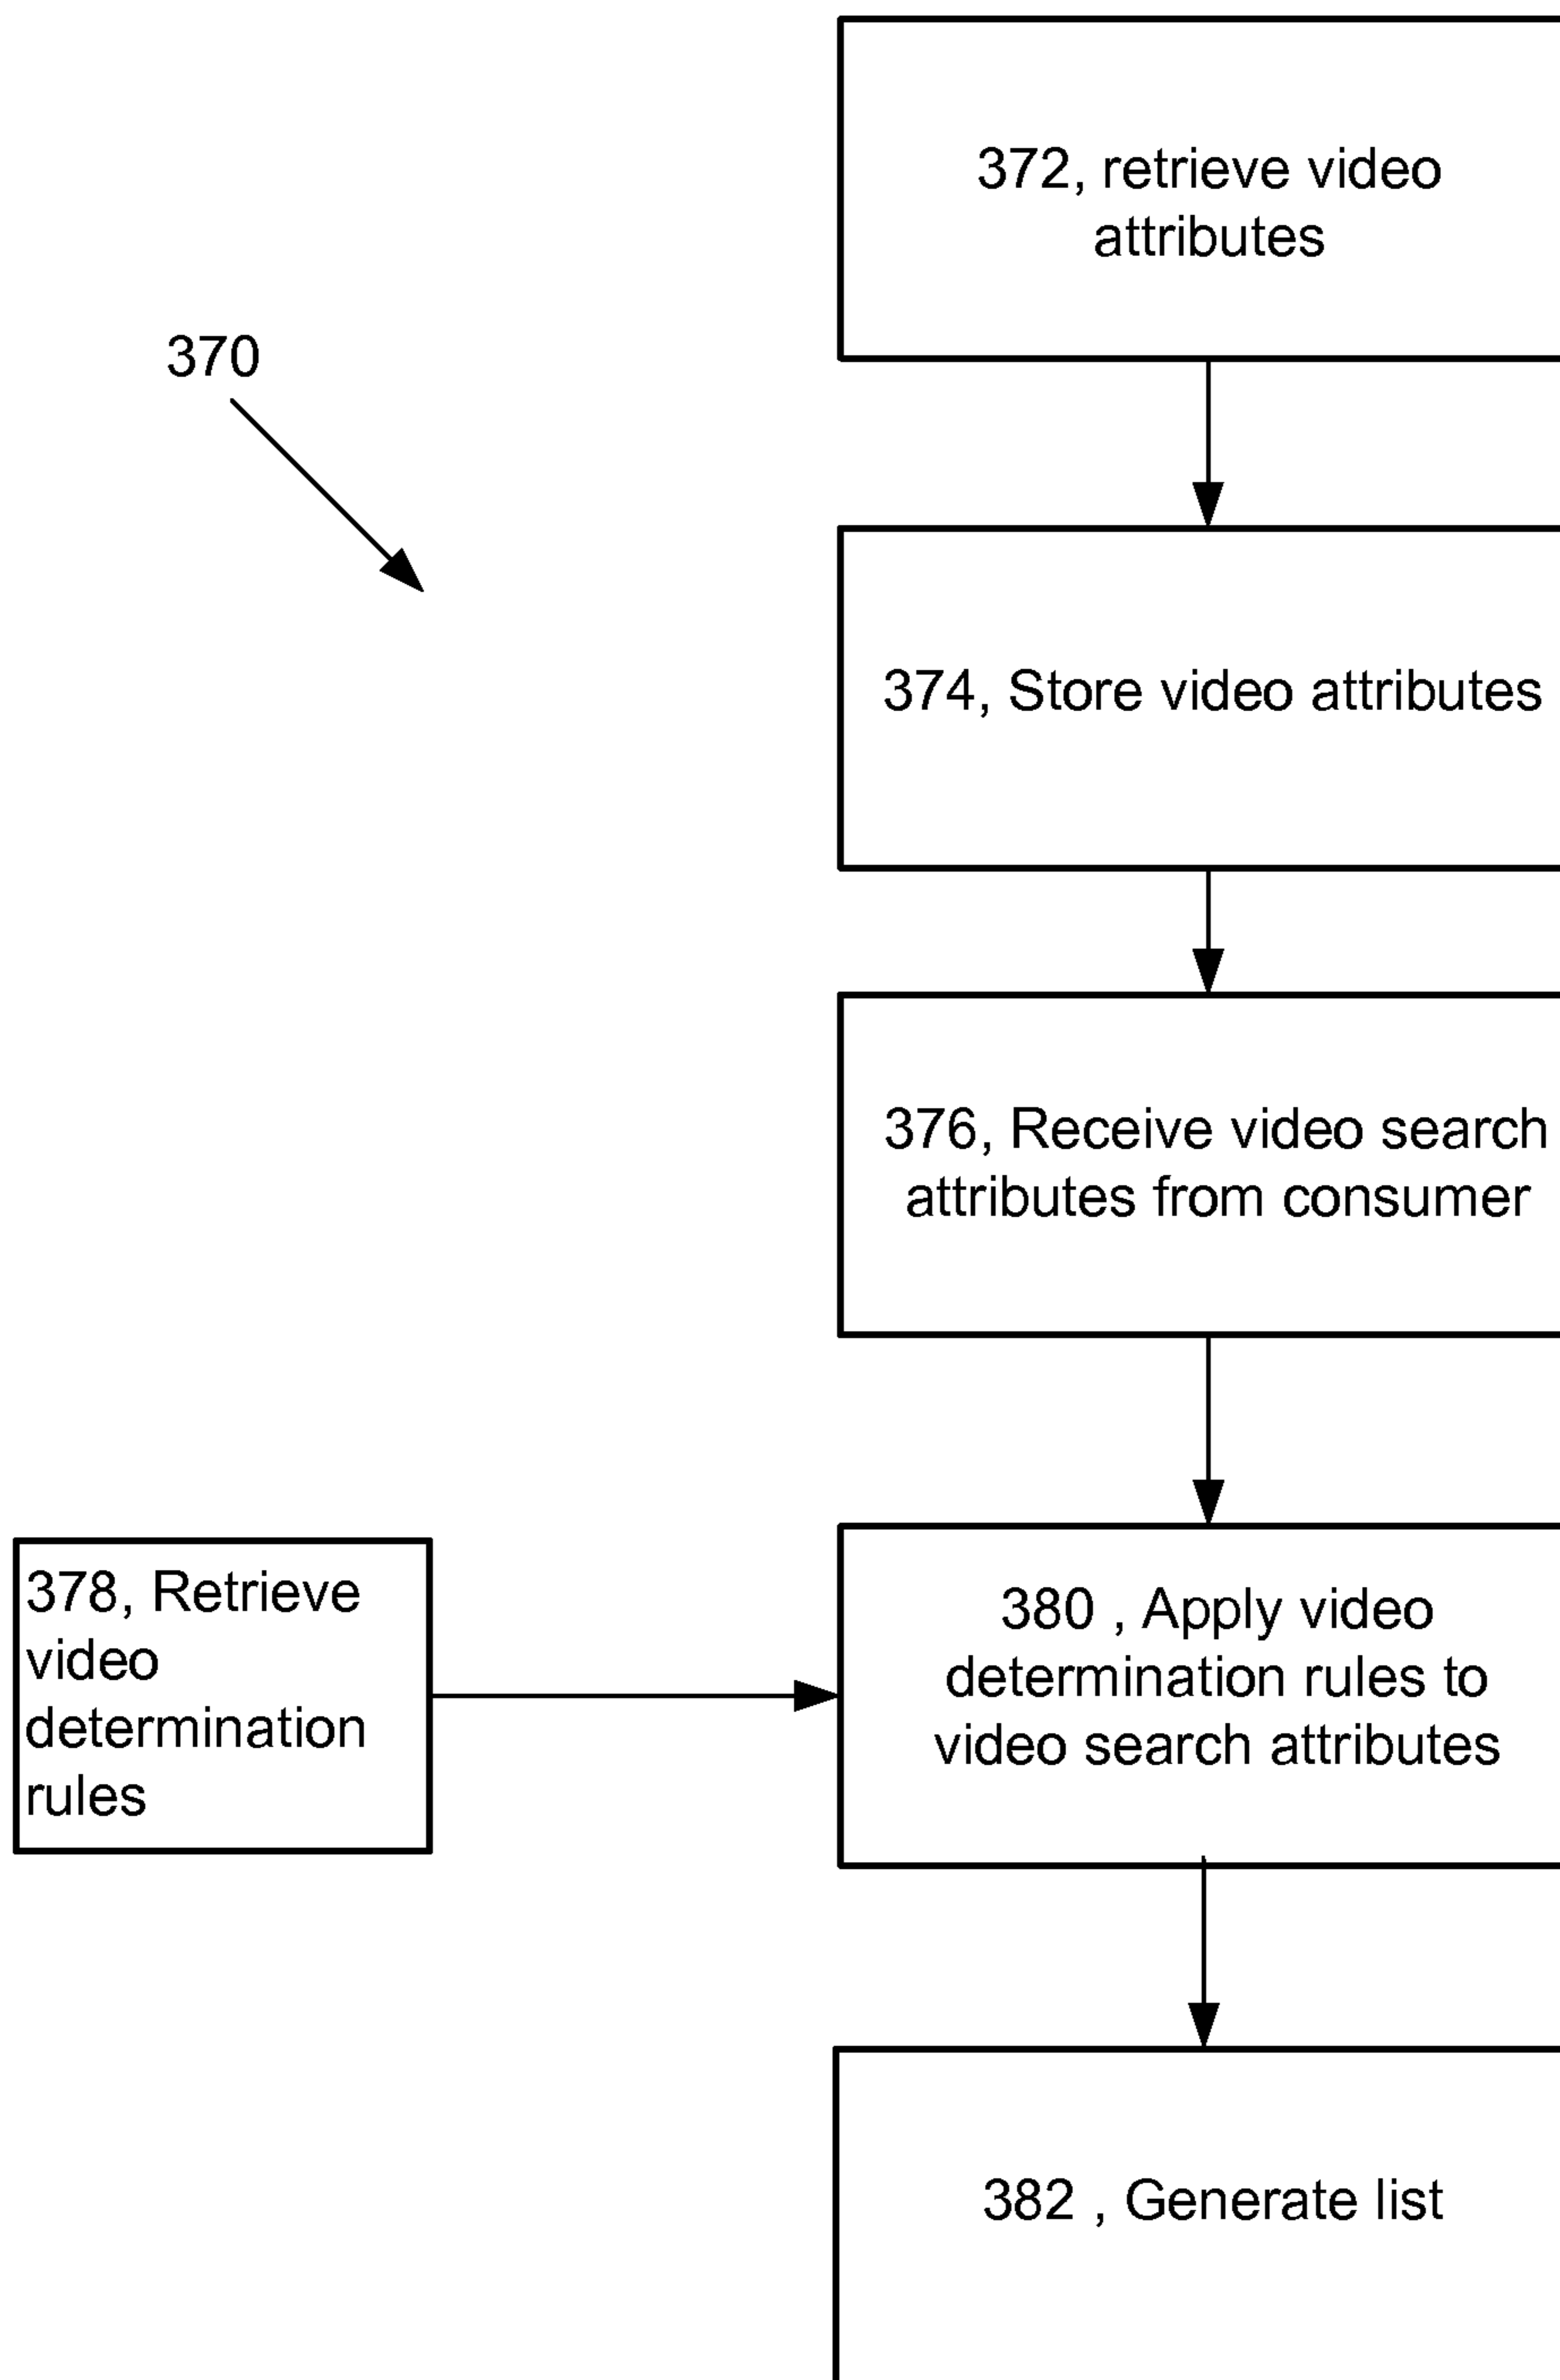 372, retrieve video
attributes
370
374, Store video attributes
376, Receive video search
attributes from consumer
378, Retrieve
video
determination
rules
380 , Apply video
determination rules to
video search attributes
382 , Generate list